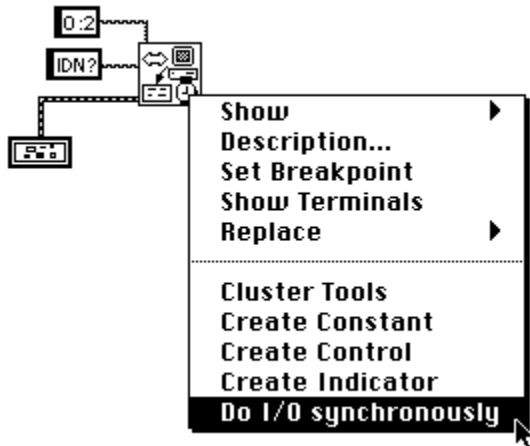 0:2
IDN?
Show
Description...
Set Breakpoint
Show Terminals
Replace
Cluster Tools
Create Constant
Create Control
Create Indicator
Do I/O synchronously